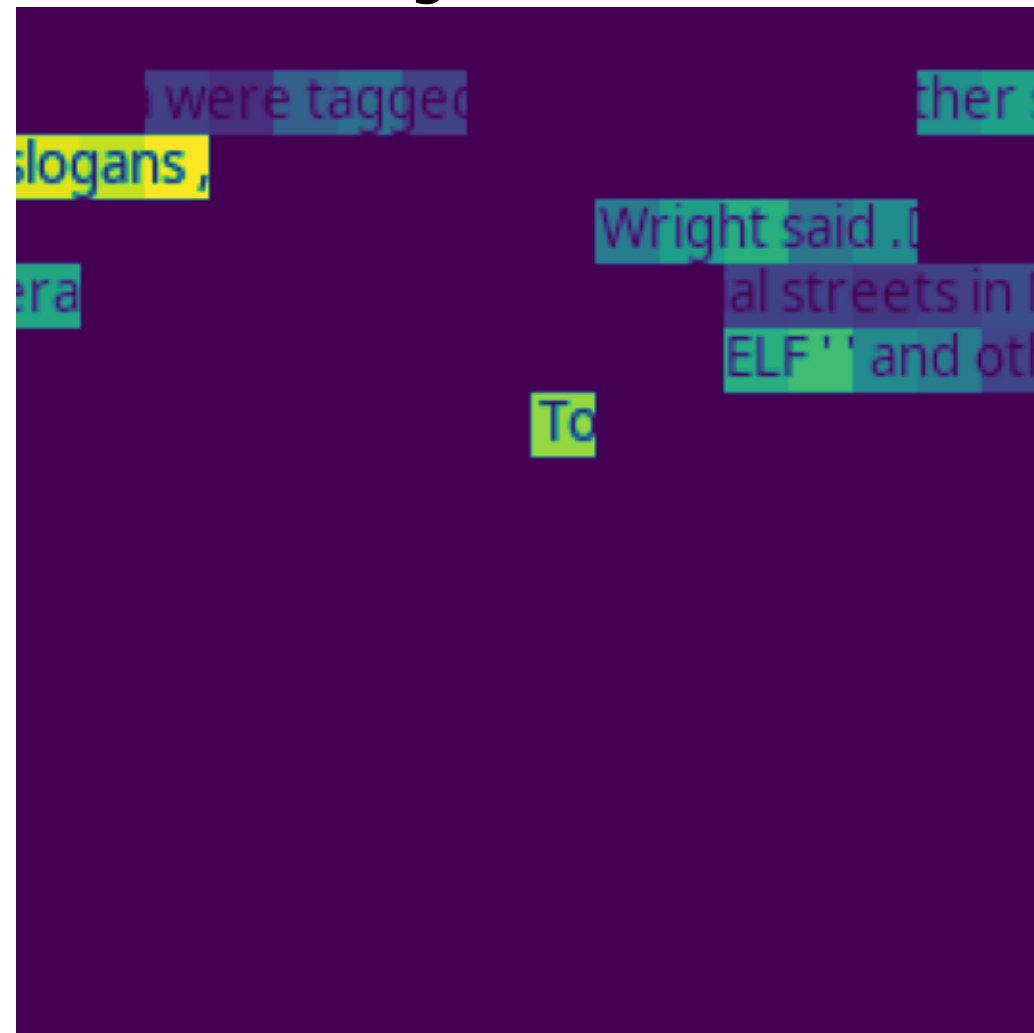 were tagged ther
slogans ,
Wright said .
era al streets in
ELF ' ' and oth
To